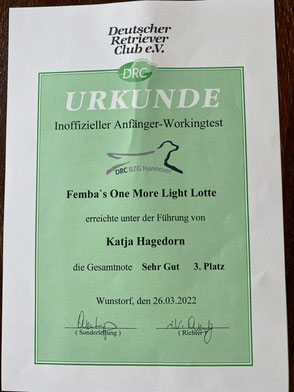 Deutscher
Retriever
Club e.V.
DRC
URKUNDE
Inoffizieller Anfänger-Workingtest
DRC BZG Hannover
Femba`s One More Light Lotte
erreichte unter der Führung von
Katja Hagedorn
die Gesamtnote Sehr Gut 3. Platz
Wunstorf, den 26.03.2022
( Sonderleitung ) ( Richter )